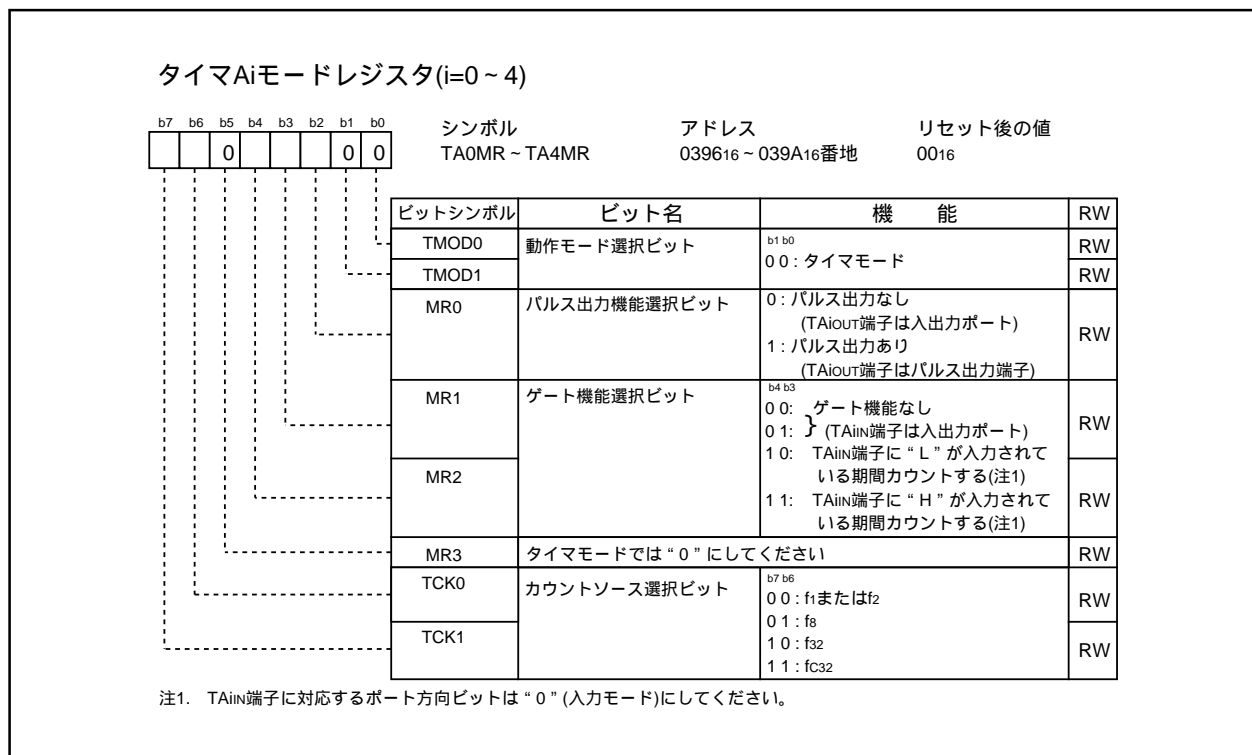 タイマAiモードレジスタ(i=0～4)
b7 b6 b5 b4 b3 b2 b1 b0
0 0 0
シンボル アドレス リセット後の値
TA0MR～TA4MR 039616～039A16番地 0016
ビットシンボル ビット名 機 能 RW
TMOD0 動作モード選択ビット b1 b0 RW
0 0 : タイマモード
TMOD1 RW
MR0 パルス出力機能選択ビット 0 : パルス出力なし RW
(TAiOUT端子は入出力ポート)
1 : パルス出力あり
(TAiOUT端子はパルス出力端子)
MR1 ゲート機能選択ビット b4 b3 RW
0 0: ゲート機能なし
0 1: } (TAiIN端子は入出力ポート)
1 0: TAiIN端子に“L”が入力されて
いる期間カウントする(注1)
MR2 RW
1 1: TAiIN端子に“H”が入力されて
いる期間カウントする(注1)
MR3 タイマモードでは“0”にしてください RW
TCK0 カウントソース選択ビット b7 b6 RW
0 0 : f1またはf2
0 1 : f8
TCK1 RW
1 0 : f32
1 1 : fC32
注1. TAiIN端子に対応するポート方向ビットは“0”(入力モード)にしてください。